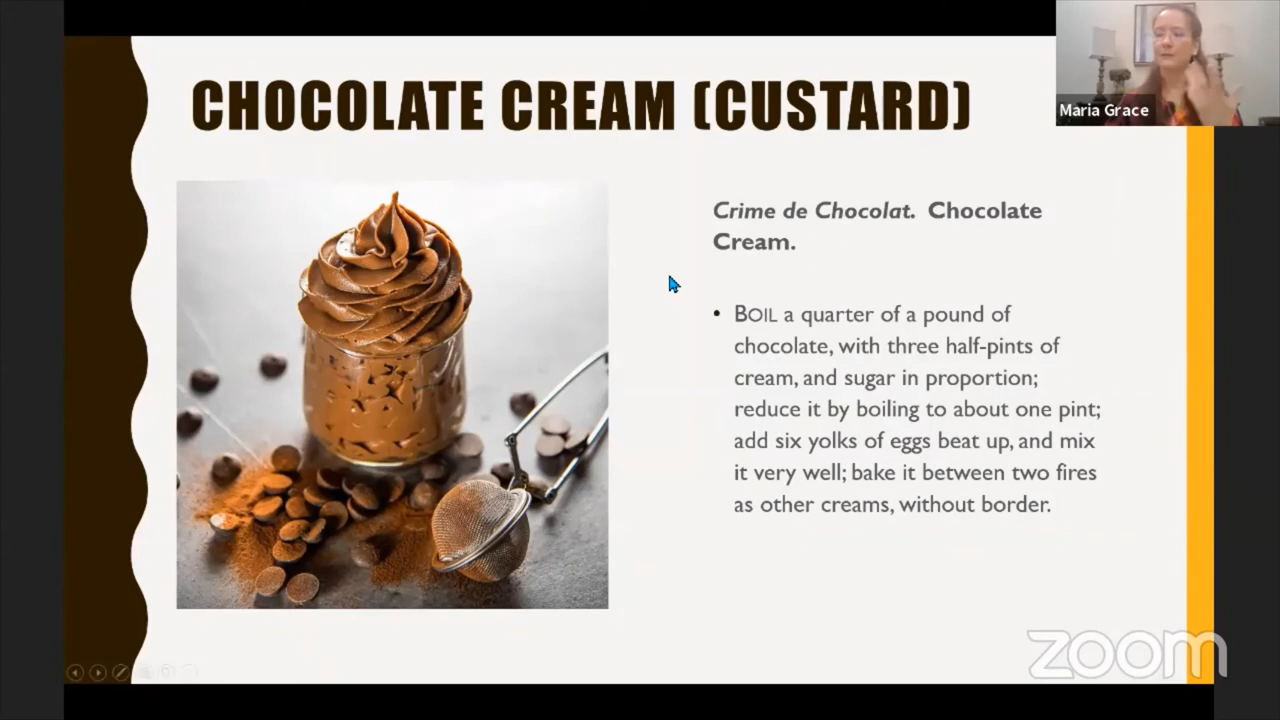 CHOCOLATE CREAM (CUSTARD)
Maria Grace
Crime de Chocolat. Chocolate
Cream.
• BOIL a quarter of a pound of
chocolate, with three half-pints of
cream, and sugar in proportion;
reduce it by boiling to about one pint;
add six yolks of eggs beat up, and mix
it very well; bake it between two fires
as other creams, without border.
zoom